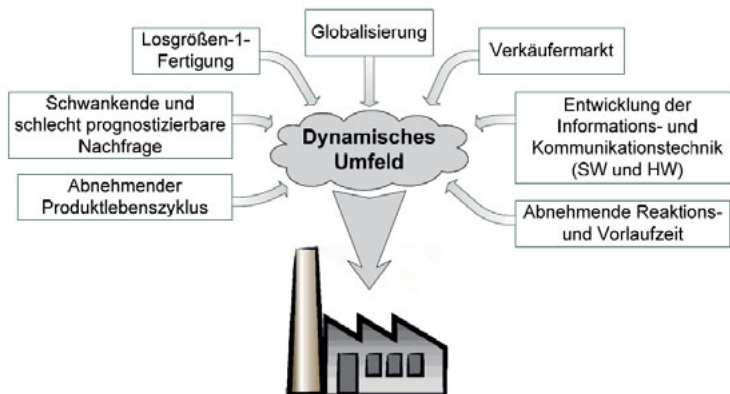 Globalisierung
Losgrößen-1-
Fertigung
Verkäufermarkt
Schwankende und
schlecht prognostizierbare
Nachfrage
Dynamisches
Umfeld
Entwicklung der
Informations- und
Kommunikationstechnik
(SW und HW)
Abnehmender
Produktlebenszyklus
Abnehmende Reaktions-
und Vorlaufzeit